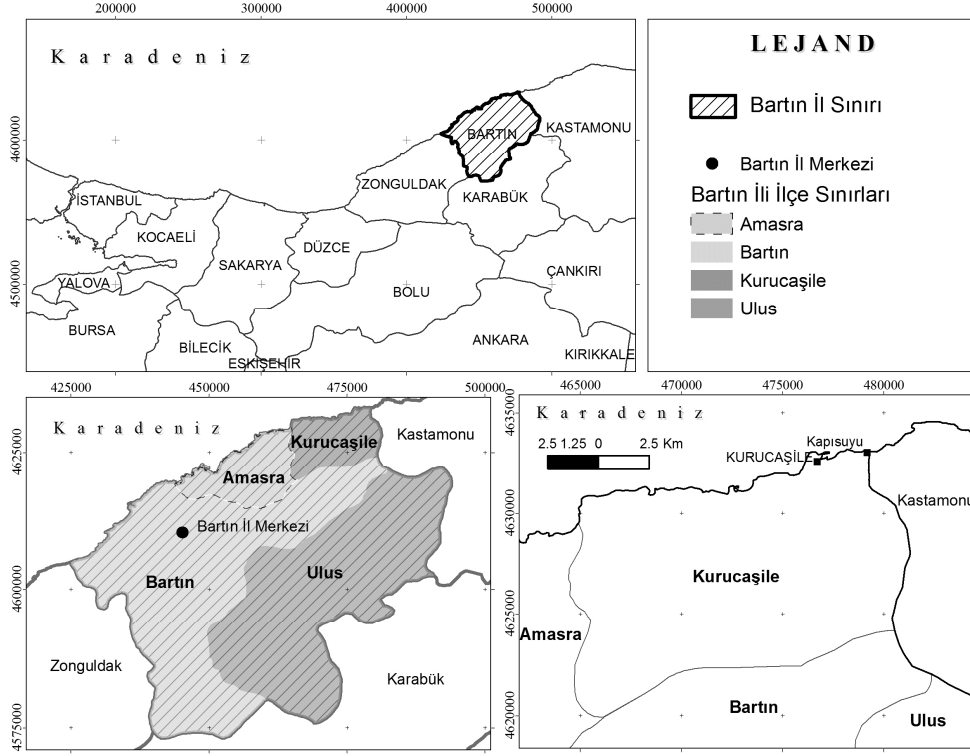 200000 300000 400000 500000
Karadeniz
4600000
4500000
BARTIN
KASTAMONU
ZONGULDAK
KARABÜK
İSTANBUL
KOCAELİ
DÜZCE
SAKARYA
ÇANKIRI
YALOVA
BOLU
BURSA
BİLECİK
ANKARA
ESKİŞEHİR
KIRIKKALE
LEJAND
Bartın İl Sınırı
Bartın İl Merkezi
Bartın İli İlçe Sınırları
Amasra
Bartın
Kurucaşile
Ulus
425000 450000 475000 500000
Karadeniz
4625000
4600000
4575000
Kurucaşile
Kastamonu
Amasra
Bartın İl Merkezi
Bartın
Ulus
Zonguldak
Karabük
465000 470000 475000 480000
Karadeniz
4635000
4630000
4625000
4620000
2.5 1.25 0 2.5 Km
Kapısuyu
KURUCAŞİLE
Kastamonu
Kurucaşile
Amasra
Bartın
Ulus